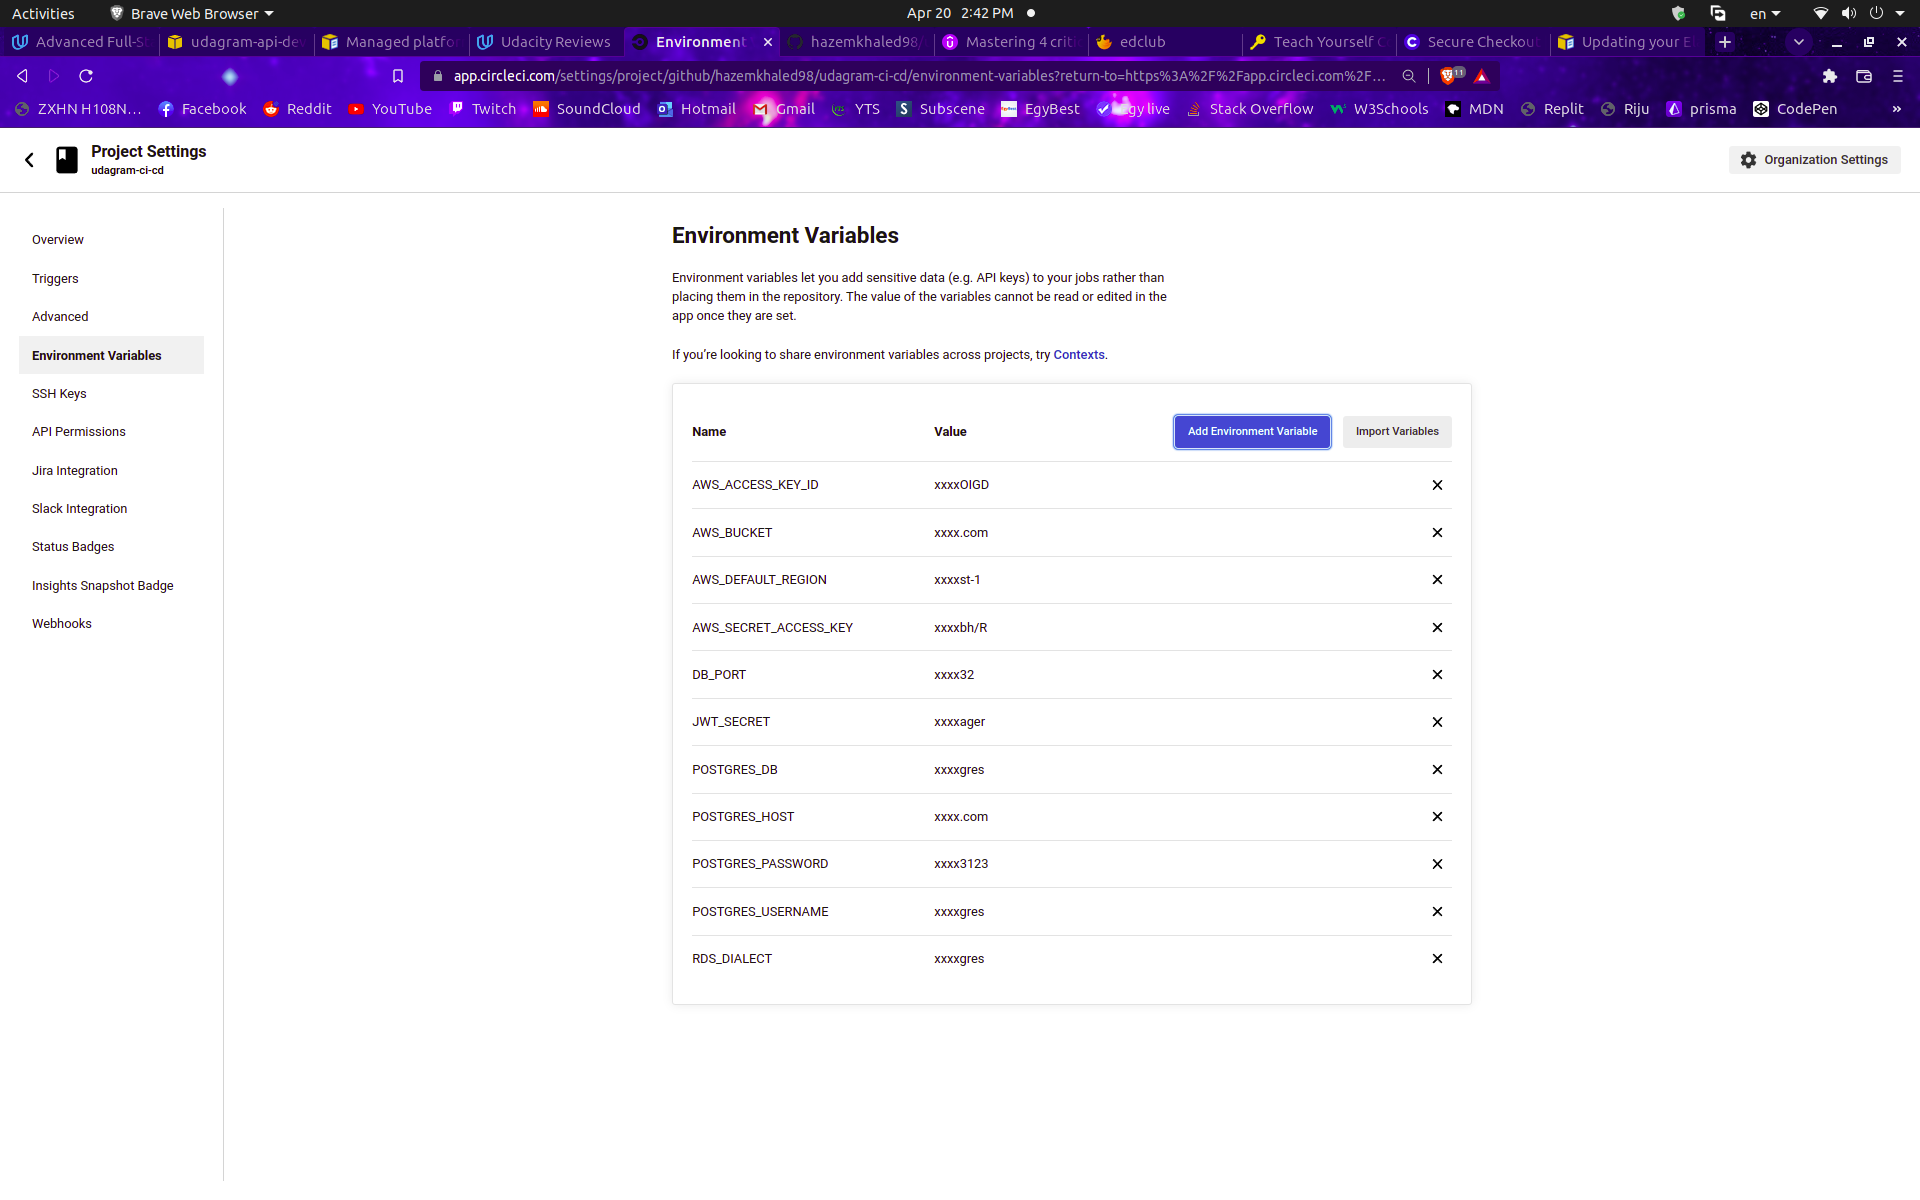 Activities Brave Web Browser Apr 20 2:42 PM en
Advanced Full-S udagram-api-dev Managed platfor Udacity Reviews Environment hazemkhaled98/ Mastering 4 criti edclub Teach Yourself C Secure Checkout Updating your E
app.circleci.com/settings/project/github/hazemkhaled98/udagram-ci-cd/environment-variables?return-to=https%3A%2F%2Fapp.circleci.com%2F... 11
ZXHN H108N... Facebook Reddit YouTube Twitch SoundCloud Hotmail Gmail YTS Subscene EgyBest Egy live Stack Overflow W3Schools MDN Replit Riju prisma CodePen »
Project Settings
udagram-ci-cd
Organization Settings
Overview
Triggers
Advanced
Environment Variables
SSH Keys
API Permissions
Jira Integration
Slack Integration
Status Badges
Insights Snapshot Badge
Webhooks
Environment Variables
Environment variables let you add sensitive data (e.g. API keys) to your jobs rather than
placing them in the repository. The value of the variables cannot be read or edited in the
app once they are set.
If you're looking to share environment variables across projects, try Contexts.
Name Value Add Environment Variable Import Variables
AWS_ACCESS_KEY_ID xxxxOIGD
AWS_BUCKET xxxx.com
AWS_DEFAULT_REGION xxxxst-1
AWS_SECRET_ACCESS_KEY xxxxbh/R
DB_PORT xxxx32
JWT_SECRET xxxxager
POSTGRES_DB xxxxgres
POSTGRES_HOST xxxx.com
POSTGRES_PASSWORD xxxx3123
POSTGRES_USERNAME xxxxgres
RDS_DIALECT xxxxgres